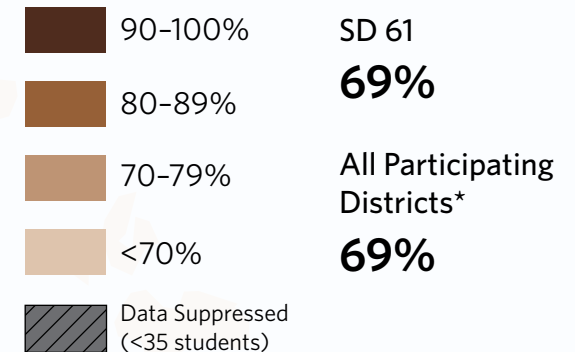 90–100%
80–89%
70–79%
<70%
Data Suppressed
(<35 students)
SD 61
69%
All Participating
Districts*
69%